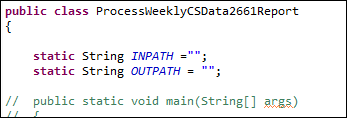 public class ProcessWeeklyCSData2661Report
{
static String INPATH ="";
static String OUTPATH = "";
// public static void main(String[] args)
// {